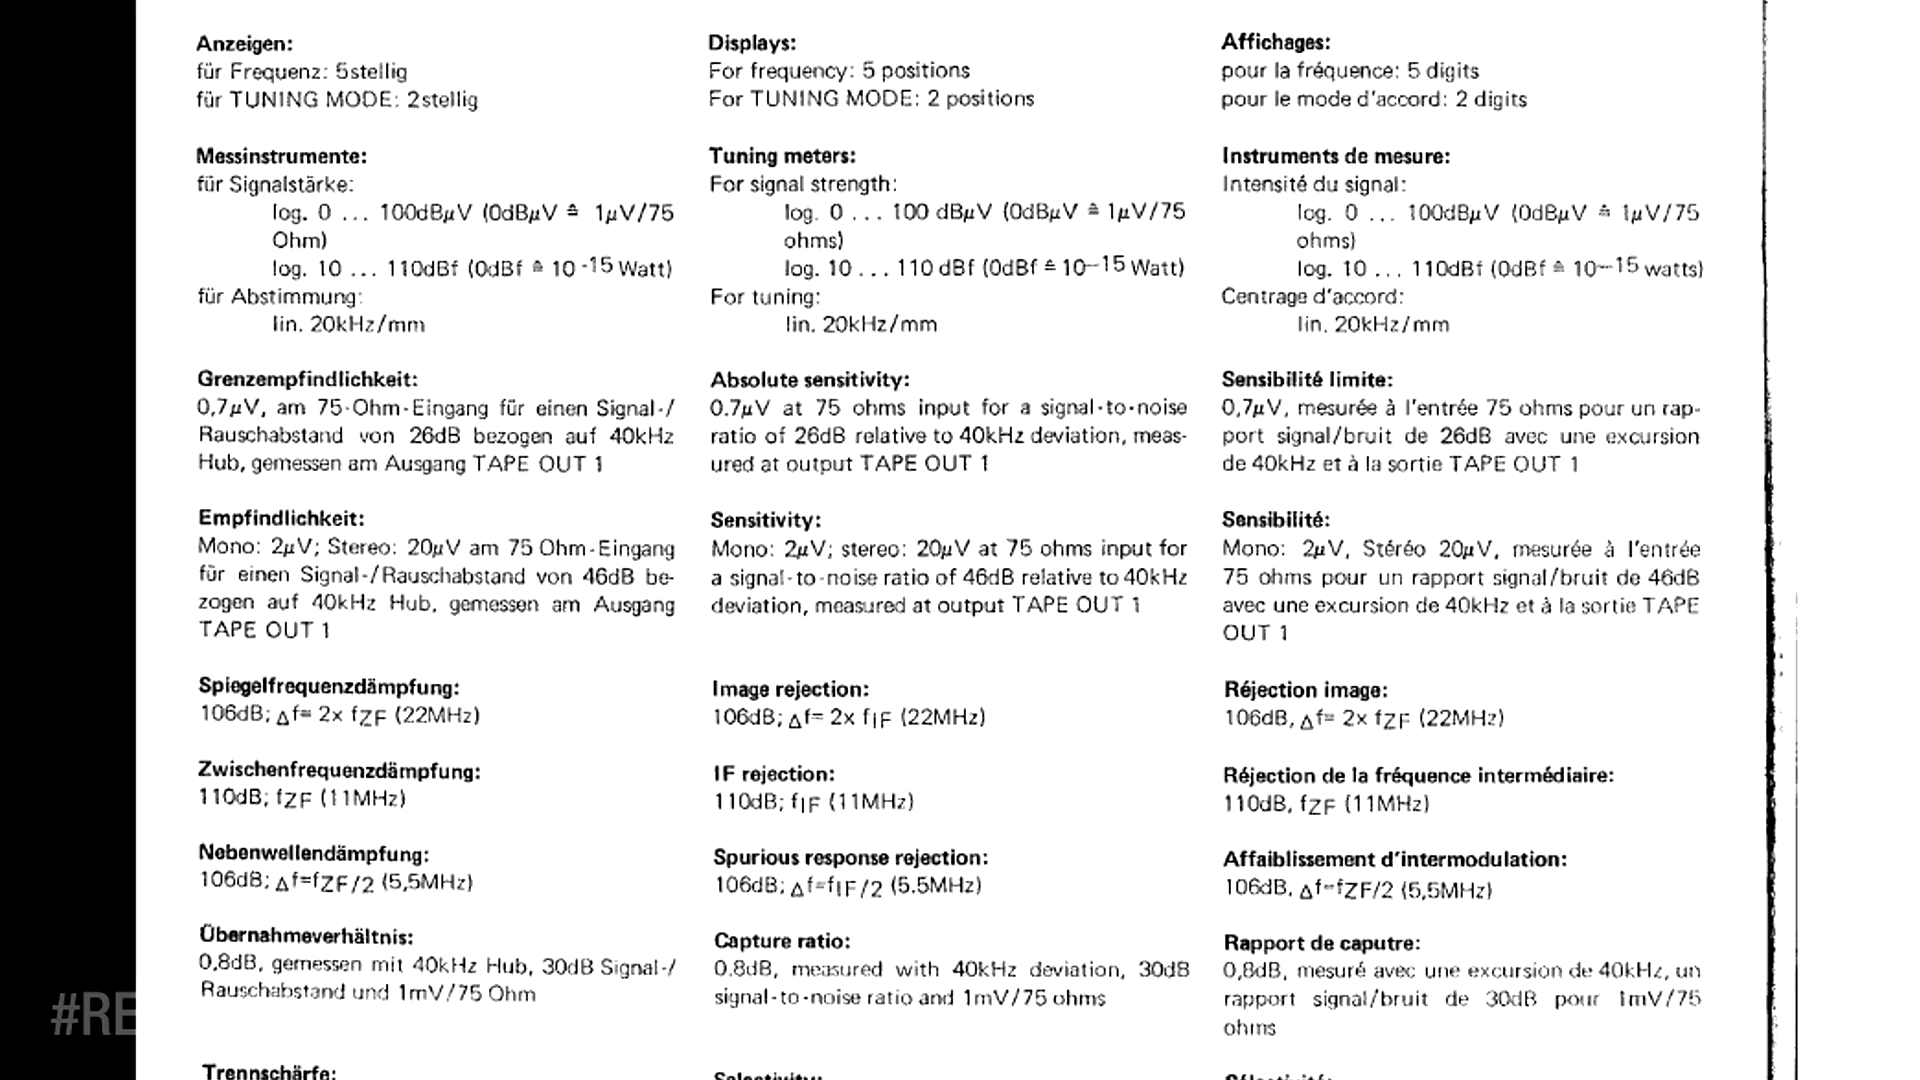 Anzeigen:
für Frequenz: 5stellig
für TUNING MODE: 2stellig
Messinstrumente:
für Signalstärke:
log. 0 ... 100dBµV (0dBµV ≙ 1µV/75
Ohm)
log. 10 ... 110dBf (0dBf ≙ 10 -15 Watt)
für Abstimmung:
lin. 20kHz/mm
Grenzempfindlichkeit:
0,7µV, am 75-Ohm-Eingang für einen Signal-/
Rauschabstand von 26dB bezogen auf 40kHz
Hub, gemessen am Ausgang TAPE OUT 1
Empfindlichkeit:
Mono: 2µV; Stereo: 20µV am 75 Ohm-Eingang
für einen Signal-/Rauschabstand von 46dB be-
zogen auf 40kHz Hub, gemessen am Ausgang
TAPE OUT 1
Spiegelfrequenzdämpfung:
106dB; Δf= 2x fZF (22MHz)
Zwischenfrequenzdämpfung:
110dB; fZF (11MHz)
Nebenwellendämpfung:
106dB; Δf=fZF/2 (5,5MHz)
Übernahmeverhältnis:
0,8dB, gemessen mit 40kHz Hub, 30dB Signal-/
Rauschabstand und 1mV/75 Ohm
Trennschärfe:
Displays:
For frequency: 5 positions
For TUNING MODE: 2 positions
Tuning meters:
For signal strength:
log. 0 ... 100 dBµV (0dBµV ≙ 1µV/75
ohms)
log. 10 ... 110 dBf (0dBf ≙ 10–15 Watt)
For tuning:
lin. 20kHz/mm
Absolute sensitivity:
0.7µV at 75 ohms input for a signal-to-noise
ratio of 26dB relative to 40kHz deviation, meas-
ured at output TAPE OUT 1
Sensitivity:
Mono: 2µV; stereo: 20µV at 75 ohms input for
a signal-to-noise ratio of 46dB relative to 40kHz
deviation, measured at output TAPE OUT 1
Image rejection:
106dB; Δf= 2x fIF (22MHz)
IF rejection:
110dB; fIF (11MHz)
Spurious response rejection:
106dB; Δf=fIF/2 (5.5MHz)
Capture ratio:
0.8dB, measured with 40kHz deviation, 30dB
signal-to-noise ratio and 1mV/75 ohms
Selectivity:
Affichages:
pour la fréquence: 5 digits
pour le mode d'accord: 2 digits
Instruments de mesure:
Intensité du signal:
log. 0 ... 100dBµV (0dBµV ≙ 1µV/75
ohms)
log. 10 ... 110dBf (0dBf ≙ 10–15 watts)
Centrage d'accord:
lin. 20kHz/mm
Sensibilité limite:
0,7µV, mesurée à l'entrée 75 ohms pour un rap-
port signal/bruit de 26dB avec une excursion
de 40kHz et à la sortie TAPE OUT 1
Sensibilité:
Mono: 2µV, Stéréo 20µV, mesurée à l'entrée
75 ohms pour un rapport signal/bruit de 46dB
avec une excursion de 40kHz et à la sortie TAPE
OUT 1
Réjection image:
106dB, Δf= 2x fZF (22MHz)
Réjection de la fréquence intermédiaire:
110dB, fZF (11MHz)
Affaiblissement d'intermodulation:
106dB, Δf=fZF/2 (5,5MHz)
Rapport de caputre:
0,8dB, mesuré avec une excursion de 40kHz, un
rapport signal/bruit de 30dB pour 1mV/75
ohms
#RE